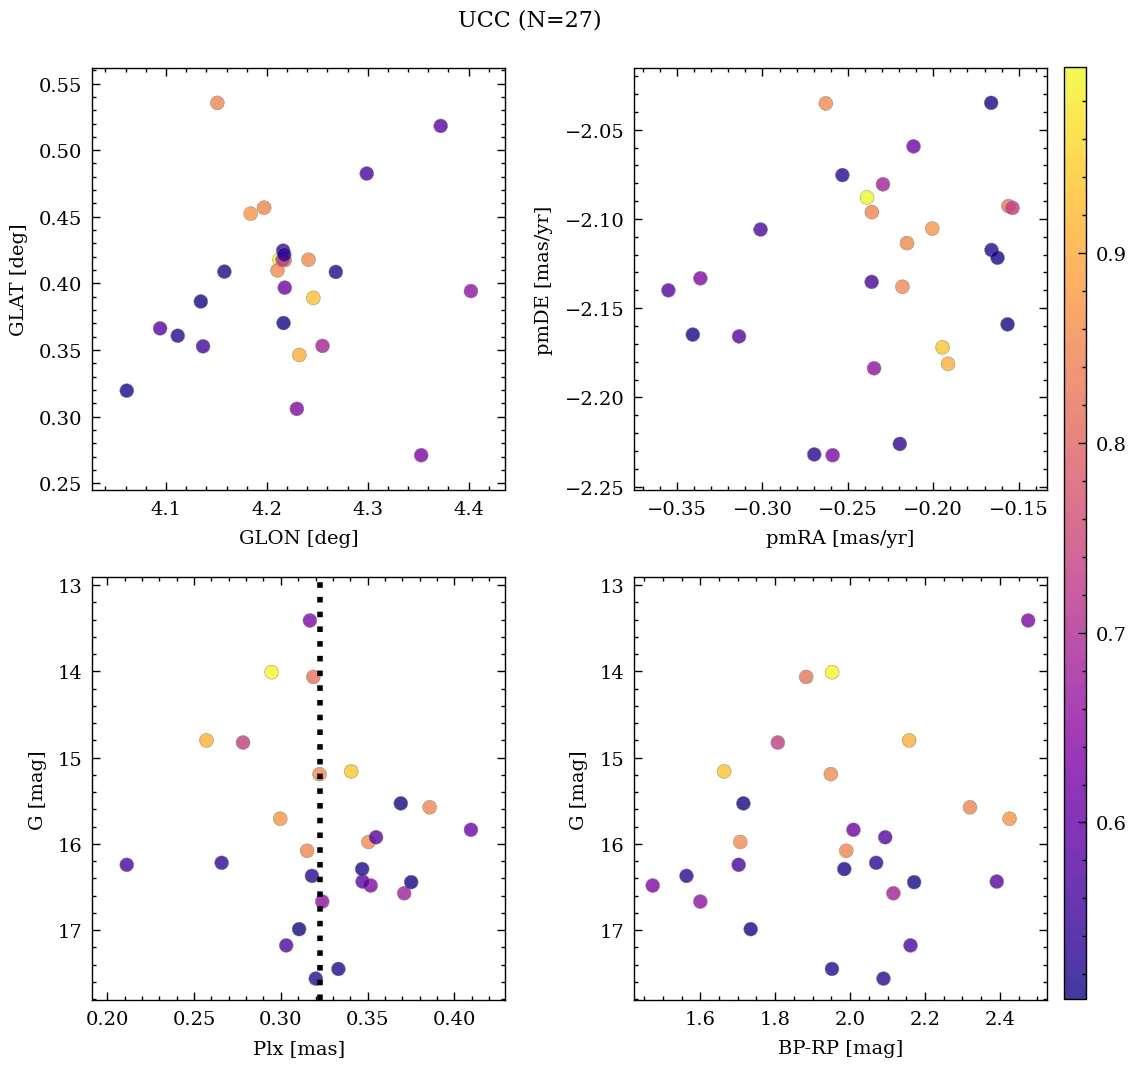 UCC (N=27)
0.55
0.50
0.45
0.40
0.35
0.30
0.25
GLAT [deg]
4.1 4.2 4.3 4.4
GLON [deg]
−2.05
−2.10
−2.15
−2.20
−2.25
pmDE [mas/yr]
−0.35 −0.30 −0.25 −0.20 −0.15
pmRA [mas/yr]
13
14
15
16
17
G [mag]
0.20 0.25 0.30 0.35 0.40
Plx [mas]
13
14
15
16
17
G [mag]
1.6 1.8 2.0 2.2 2.4
BP-RP [mag]
0.9
0.8
0.7
0.6